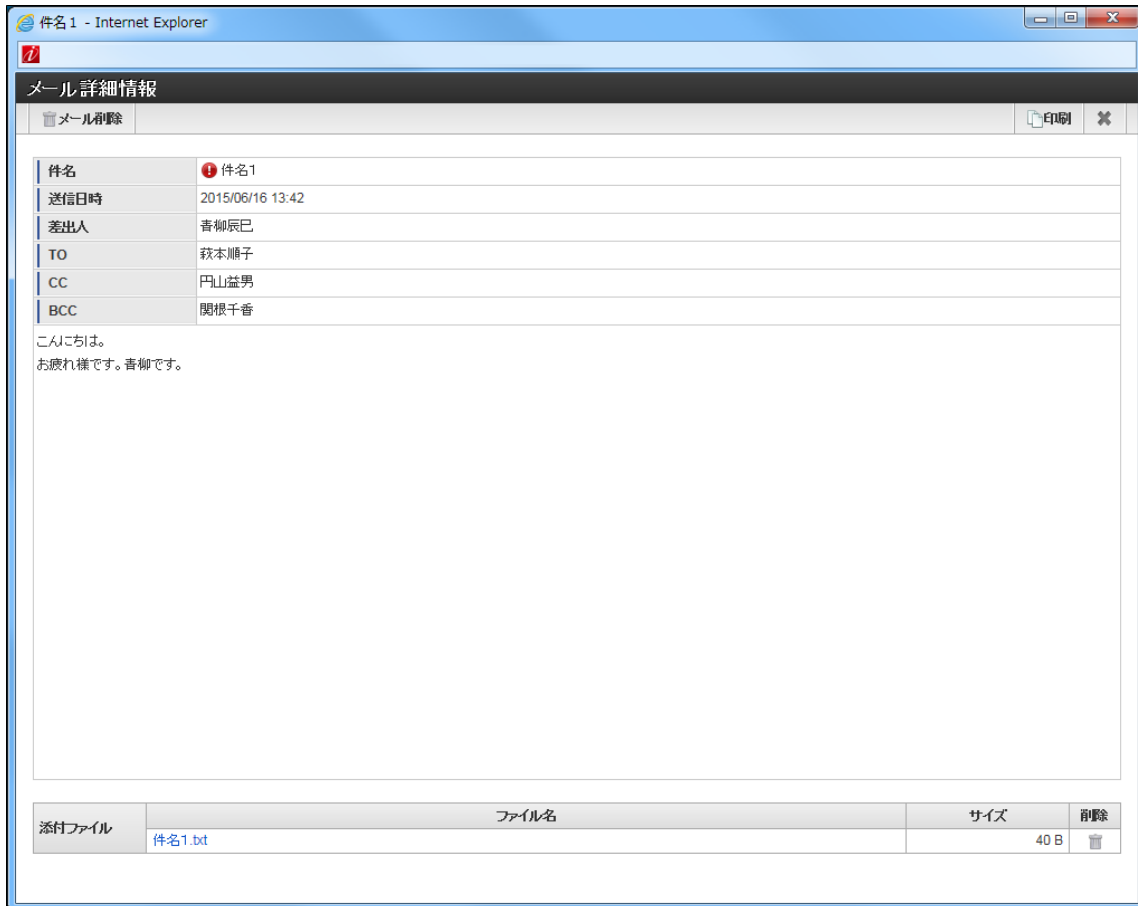 件名1 - Internet Explorer
メール詳細情報
メール削除 印刷
件名 件名1
送信日時 2015/06/16 13:42
差出人 青柳辰巳
TO 萩本順子
CC 円山益男
BCC 関根千香
こんにちは。
お疲れ様です。青柳です。
添付ファイル ファイル名 サイズ 削除
件名1.txt 40 B